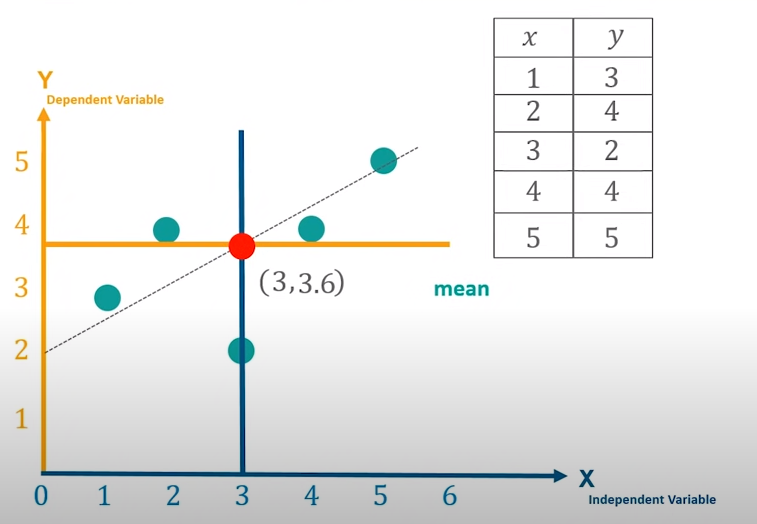 Y
Dependent Variable
5
4
3
2
1
0 1 2 3 4 5 6
X
Independent Variable
(3,3.6)
mean
x y
1 3
2 4
3 2
4 4
5 5